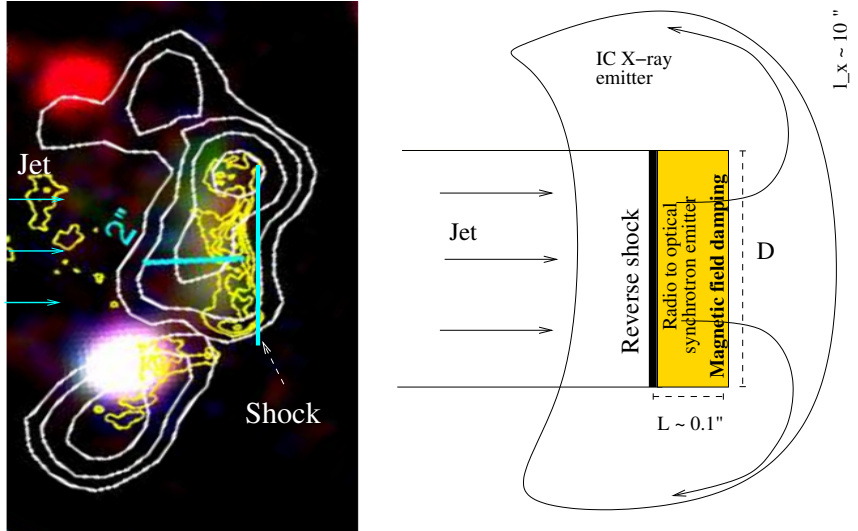 Jet
2"
Shock
IC X-ray
emitter
l_x ~ 10 "
Jet
Reverse shock
Radio to optical
synchrotron emitter
Magnetic field damping
D
L ~ 0.1"